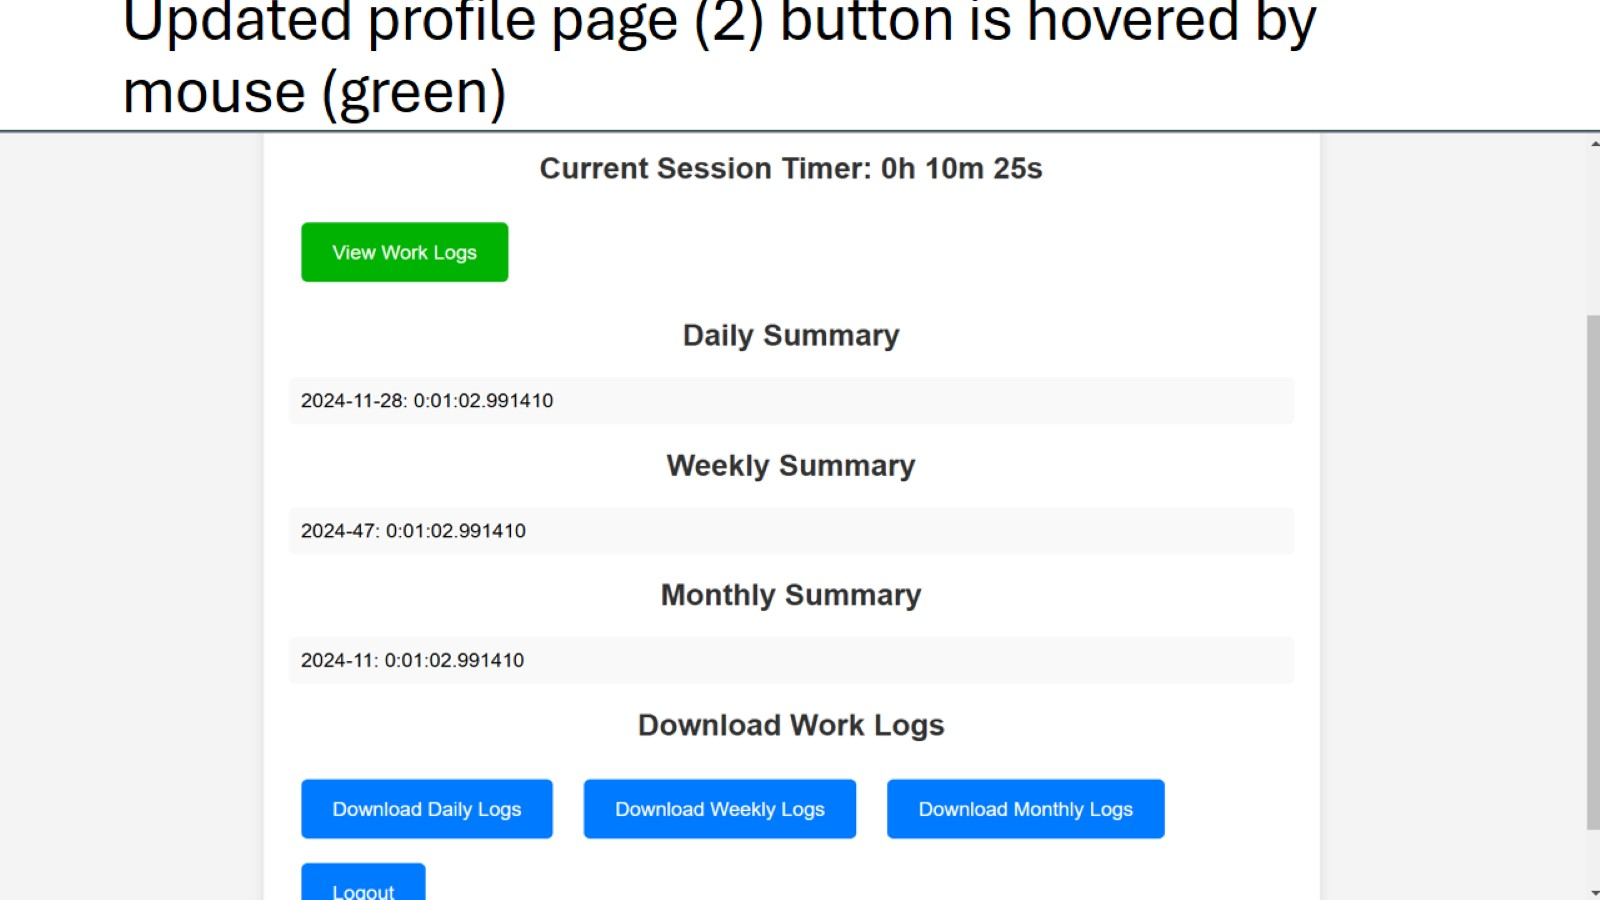 Updated profile page (2) button is hovered by
mouse (green)
Current Session Timer: 0h 10m 25s
View Work Logs
Daily Summary
2024-11-28: 0:01:02.991410
Weekly Summary
2024-47: 0:01:02.991410
Monthly Summary
2024-11: 0:01:02.991410
Download Work Logs
Download Daily Logs Download Weekly Logs Download Monthly Logs
Logout